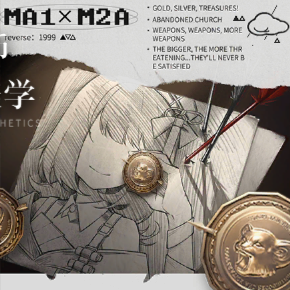 MA1×M2A
reverse: 1999
学
HETICS
• GOLD, SILVER, TREASURES!
• ABANDONED CHURCH
• WEAPONS, WEAPONS, MORE
WEAPONS
• THE BIGGER, THE MORE THR
EATENING...THEY'LL NEVER B
E SATISFIED